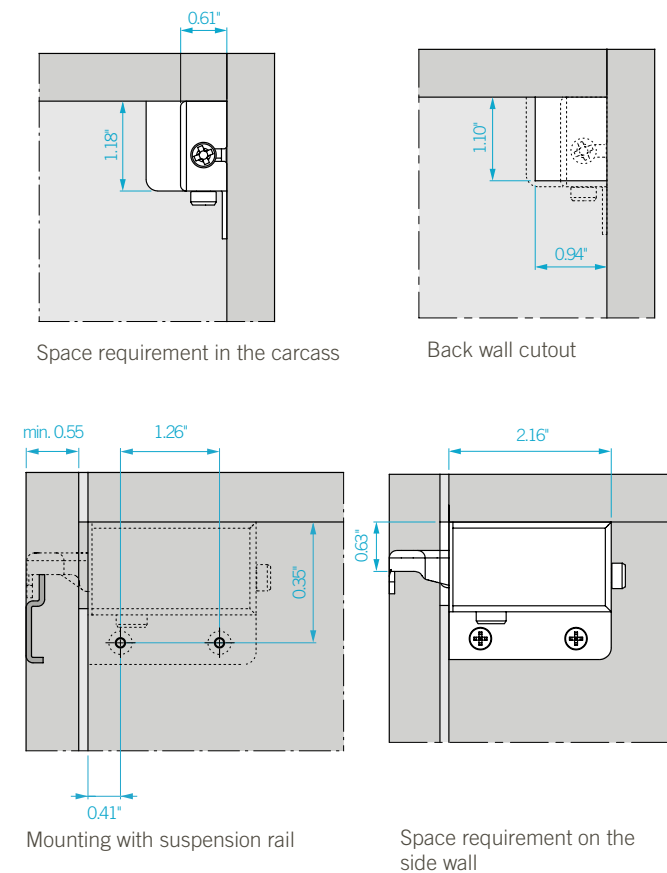 0.61"
1.18"
Space requirement in the carcass
1.10"
0.94"
Back wall cutout
min. 0.55
1.26"
0.35"
0.41"
Mounting with suspension rail
2.16"
0.63"
Space requirement on the
side wall